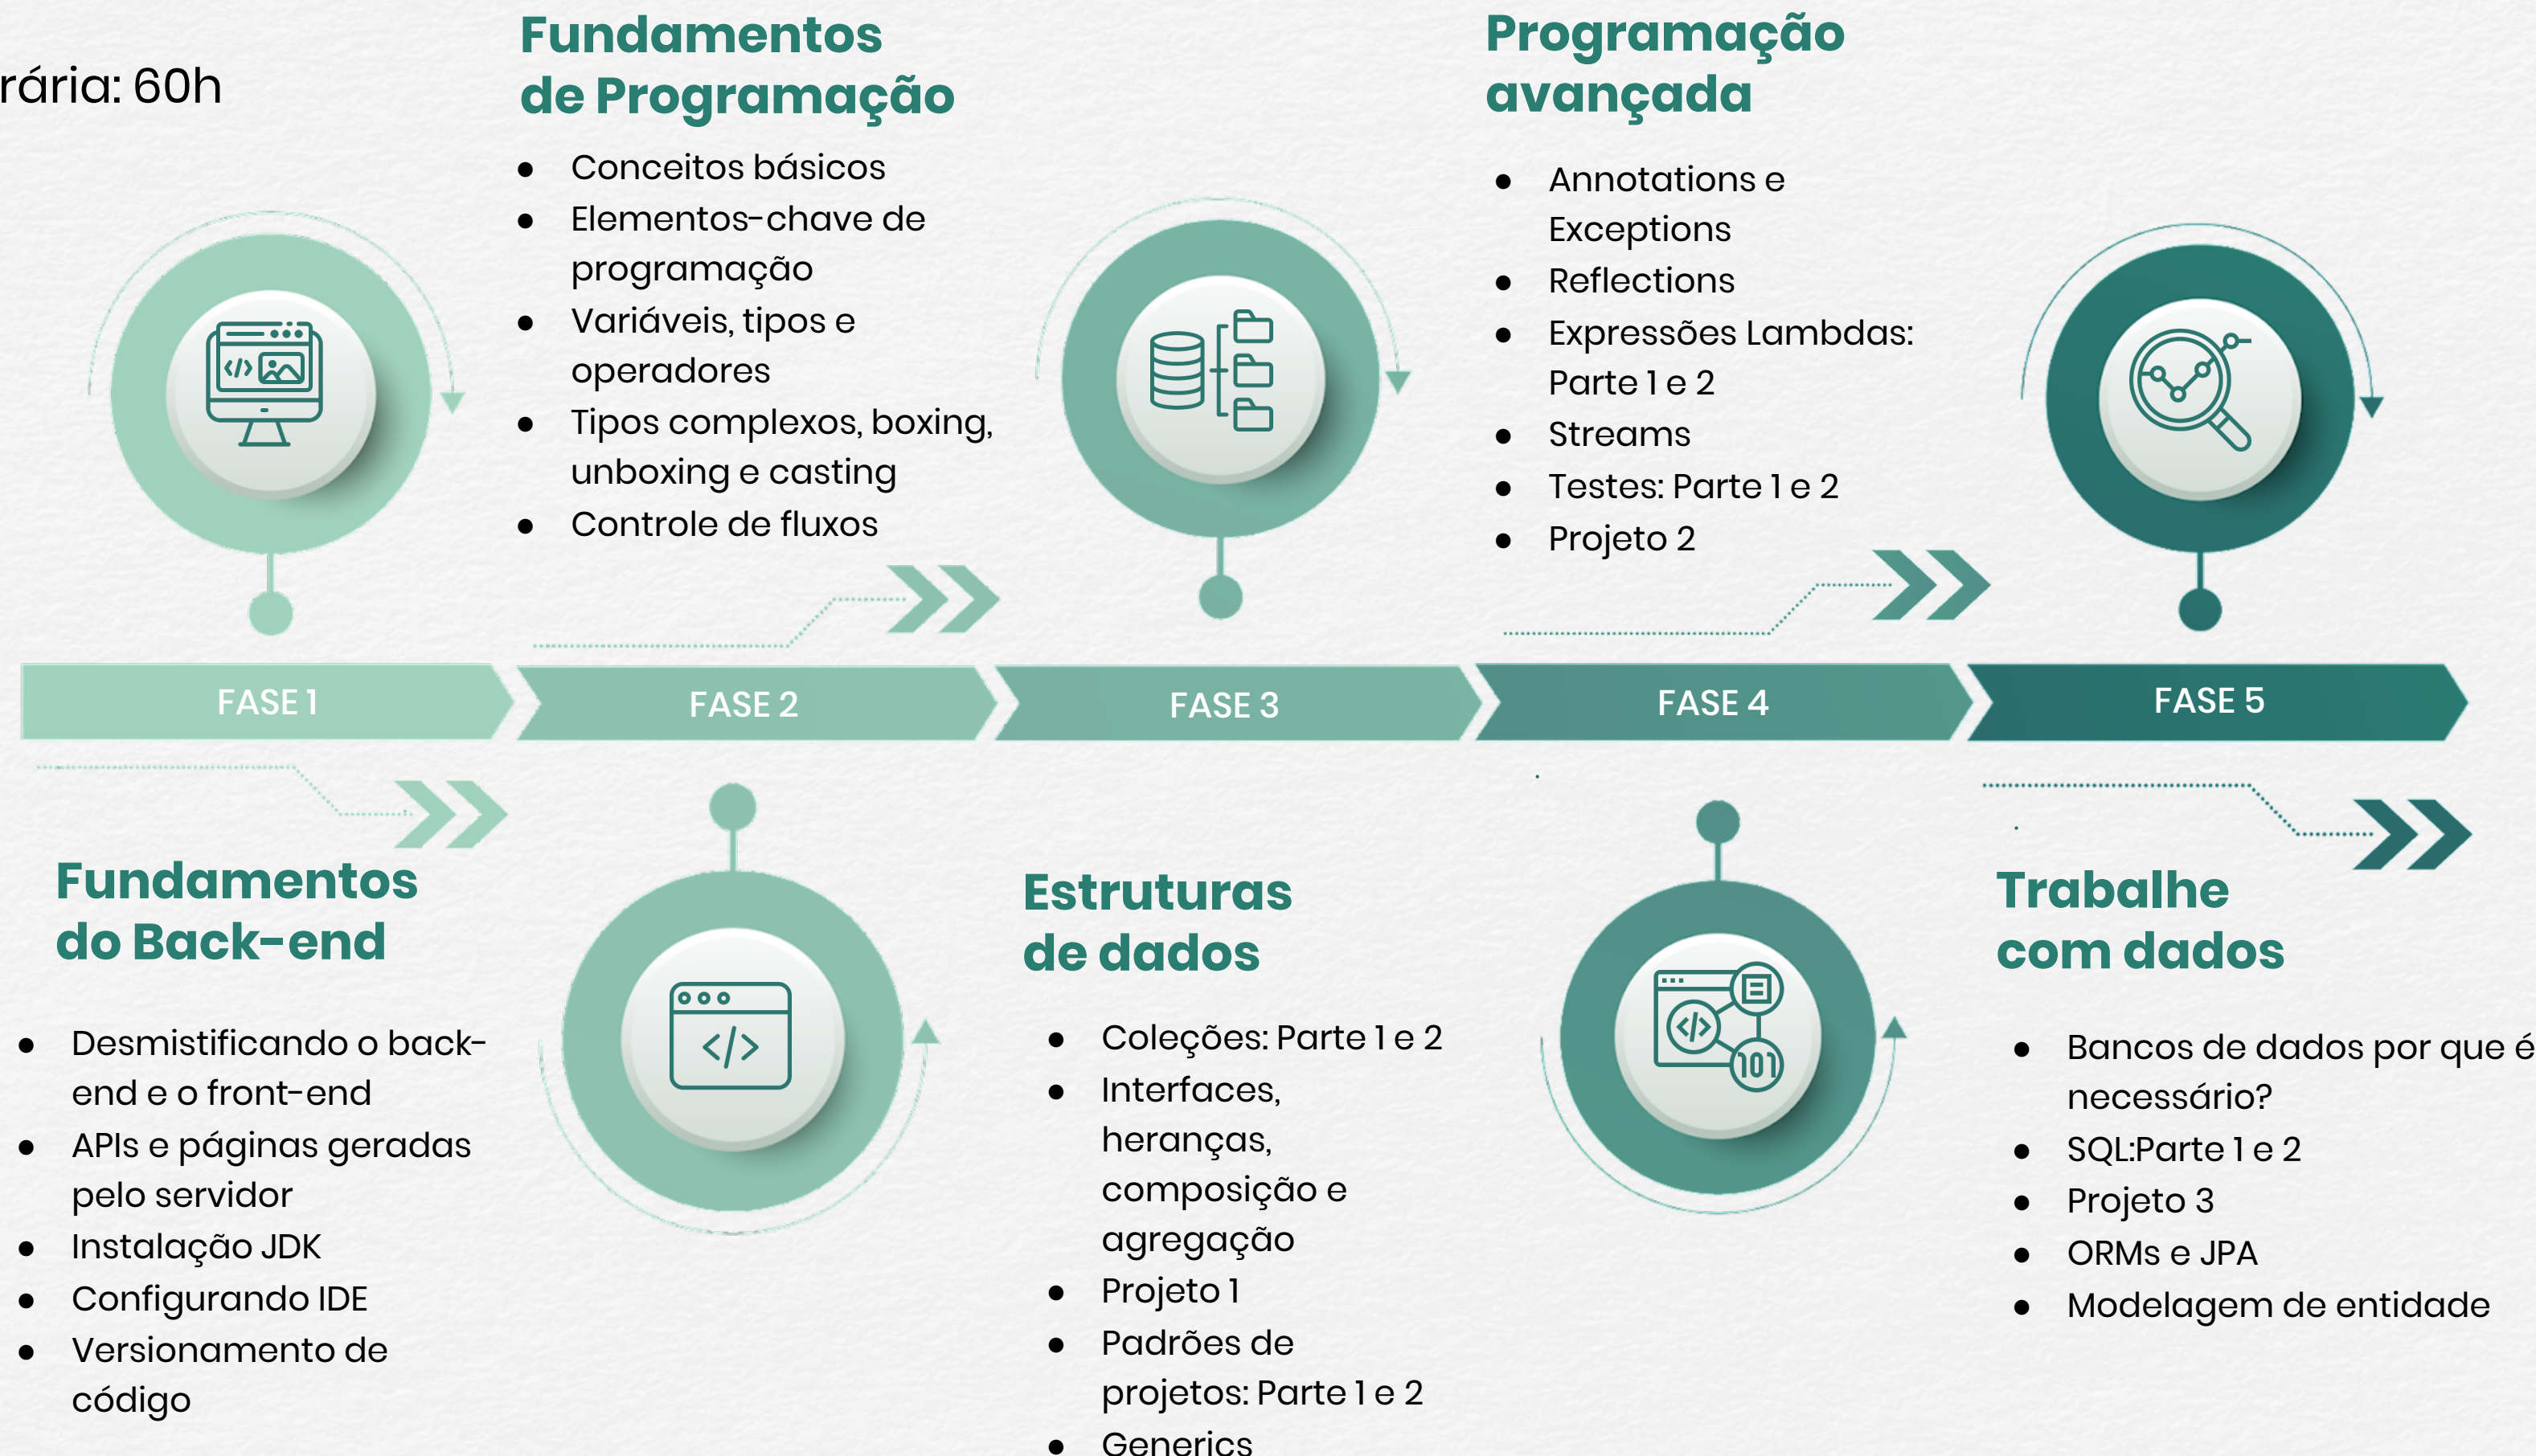 rária: 60h
Fundamentos
de Programação
● Conceitos básicos
● Elementos-chave de
programação
● Variáveis, tipos e
operadores
● Tipos complexos, boxing,
unboxing e casting
● Controle de fluxos
Programação
avançada
● Annotations e
Exceptions
● Reflections
● Expressões Lambdas:
Parte 1 e 2
● Streams
● Testes: Parte 1 e 2
● Projeto 2
</>
FASE 1
FASE 2
FASE 3
FASE 4
FASE 5
Fundamentos
do Back-end
● Desmistificando o back-
end e o front-end
● APIs e páginas geradas
pelo servidor
● Instalação JDK
● Configurando IDE
● Versionamento de
código
</>
Estruturas
de dados
● Coleções: Parte 1 e 2
● Interfaces,
heranças,
composição e
agregação
● Projeto 1
● Padrões de
projetos: Parte 1 e 2
● Generics
</>
101
Trabalhe
com dados
● Bancos de dados por que é
necessário?
● SQL:Parte 1 e 2
● Projeto 3
● ORMs e JPA
● Modelagem de entidade